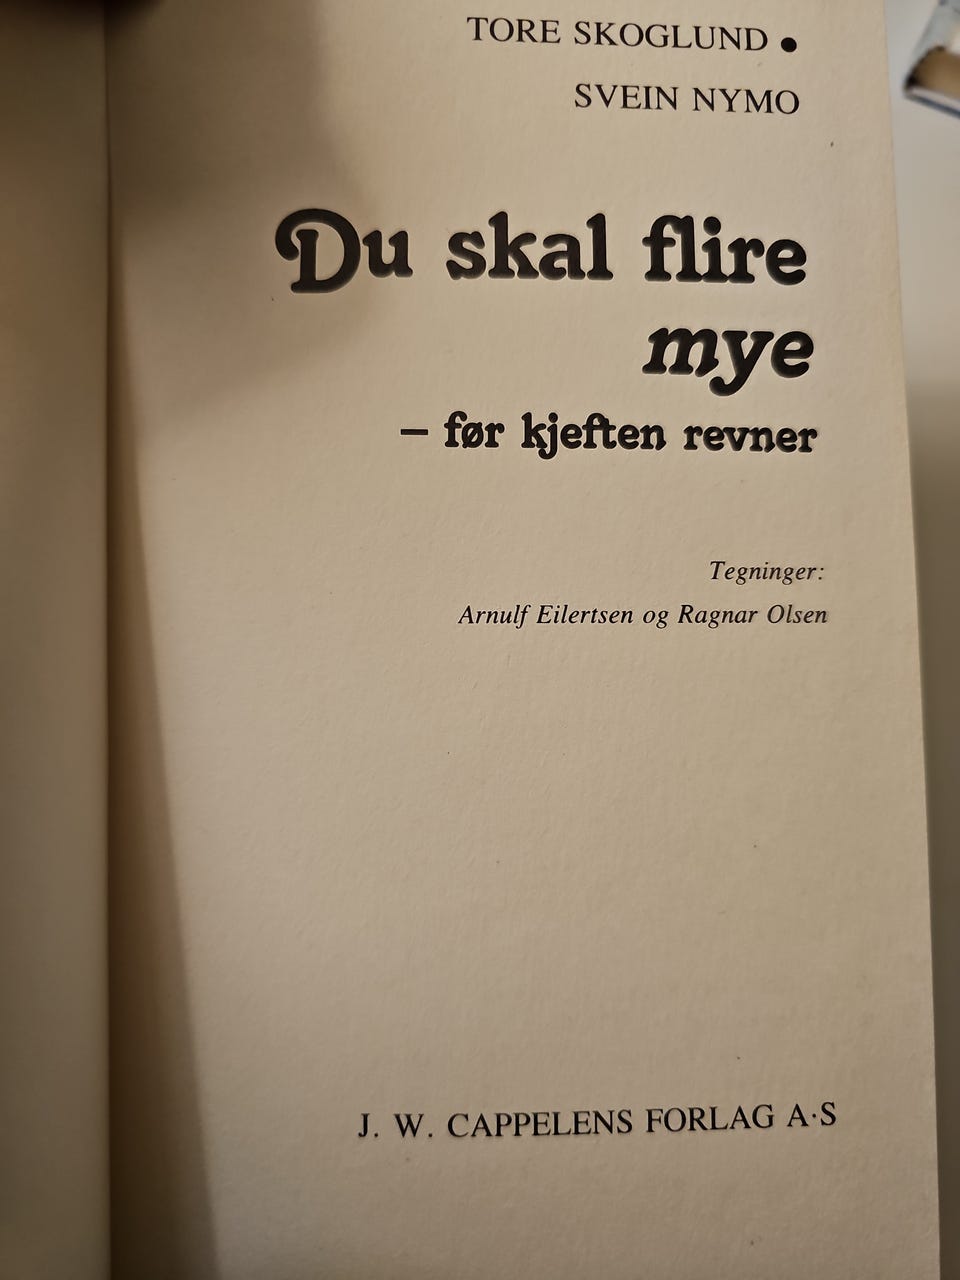 TORE SKOGLUND ●
SVEIN NYMO
Du skal flire
mye
– før kjeften revner
Tegninger:
Arnulf Eilertsen og Ragnar Olsen
J. W. CAPPELENS FORLAG A·S